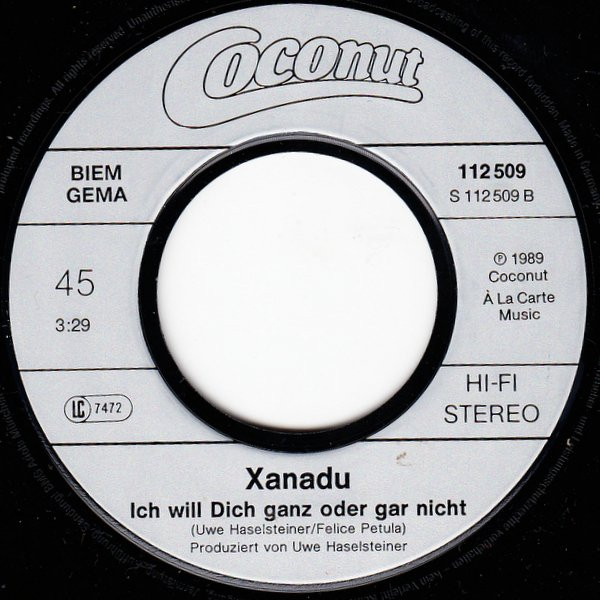 Coconut
BIEM
GEMA
112 509
S 112 509 B
45
3:29
℗ 1989
Coconut
À La Carte
Music
LC 7472
HI-FI
STEREO
Xanadu
Ich will Dich ganz oder gar nicht
(Uwe Haselsteiner/Felice Petula)
Produziert von Uwe Haselsteiner